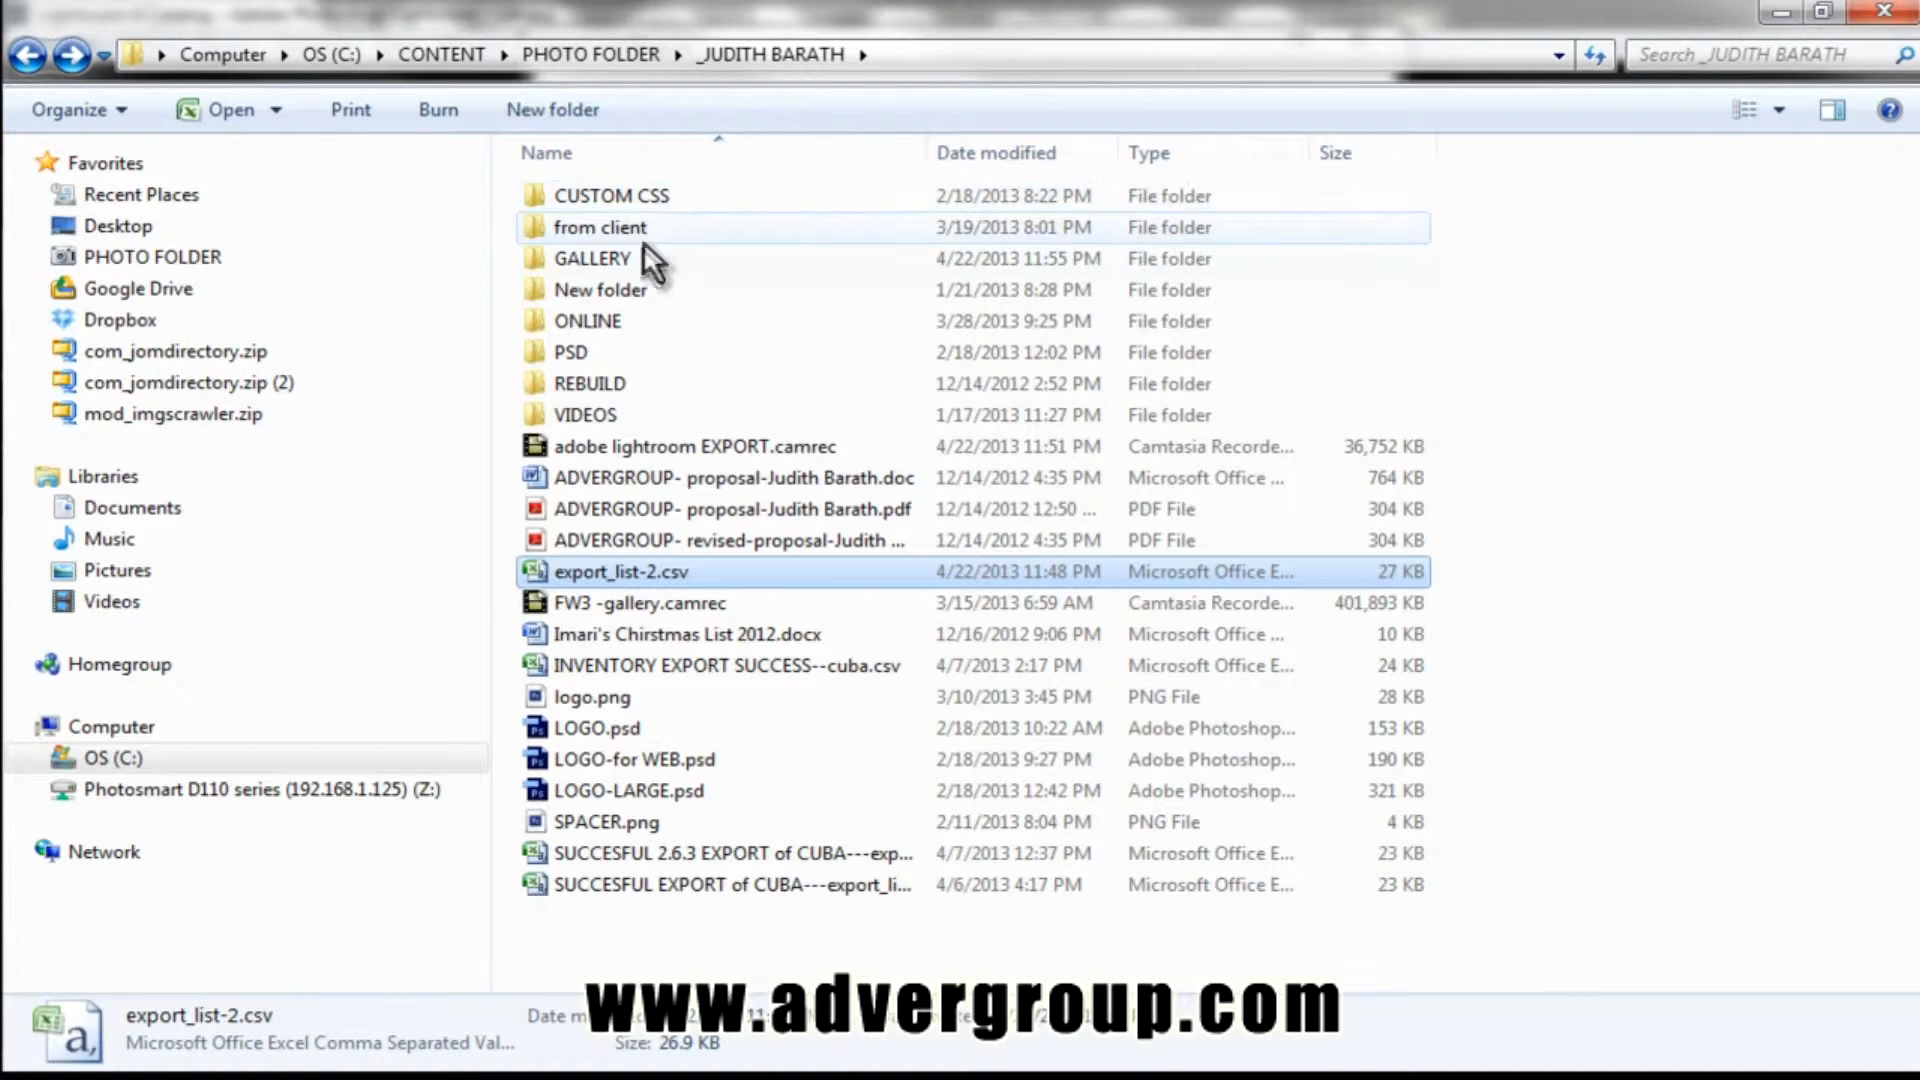 Computer ▸ OS (C:) ▸ CONTENT ▸ PHOTO FOLDER ▸ _JUDITH BARATH ▸
Search _JUDITH BARATH
Organize Open Print Burn New folder
Name Date modified Type Size
Favorites
Recent Places
Desktop
PHOTO FOLDER
Google Drive
Dropbox
com_jomdirectory.zip
com_jomdirectory.zip (2)
mod_imgscrawler.zip
Libraries
Documents
Music
Pictures
Videos
Homegroup
Computer
OS (C:)
Photosmart D110 series (192.168.1.125) (Z:)
Network
CUSTOM CSS 2/18/2013 8:22 PM File folder
from client 3/19/2013 8:01 PM File folder
GALLERY 4/22/2013 11:55 PM File folder
New folder 1/21/2013 8:28 PM File folder
ONLINE 3/28/2013 9:25 PM File folder
PSD 2/18/2013 12:02 PM File folder
REBUILD 12/14/2012 2:52 PM File folder
VIDEOS 1/17/2013 11:27 PM File folder
adobe lightroom EXPORT.camrec 4/22/2013 11:51 PM Camtasia Recorde... 36,752 KB
ADVERGROUP- proposal-Judith Barath.doc 12/14/2012 4:35 PM Microsoft Office ... 764 KB
ADVERGROUP- proposal-Judith Barath.pdf 12/14/2012 12:50 ... PDF File 304 KB
ADVERGROUP- revised-proposal-Judith ... 12/14/2012 4:35 PM PDF File 304 KB
export_list-2.csv 4/22/2013 11:48 PM Microsoft Office E... 27 KB
FW3 -gallery.camrec 3/15/2013 6:59 AM Camtasia Recorde... 401,893 KB
Imari's Chirstmas List 2012.docx 12/16/2012 9:06 PM Microsoft Office ... 10 KB
INVENTORY EXPORT SUCCESS--cuba.csv 4/7/2013 2:17 PM Microsoft Office E... 24 KB
logo.png 3/10/2013 3:45 PM PNG File 28 KB
LOGO.psd 2/18/2013 10:22 AM Adobe Photoshop... 153 KB
LOGO-for WEB.psd 2/18/2013 9:27 PM Adobe Photoshop... 190 KB
LOGO-LARGE.psd 2/18/2013 12:42 PM Adobe Photoshop... 321 KB
SPACER.png 2/11/2013 8:04 PM PNG File 4 KB
SUCCESFUL 2.6.3 EXPORT of CUBA---exp... 4/7/2013 12:37 PM Microsoft Office E... 23 KB
SUCCESFUL EXPORT of CUBA---export_li... 4/6/2013 4:17 PM Microsoft Office E... 23 KB
export_list-2.csv Date
www.advergroup.com
Microsoft Office Excel Comma Separated Val... Size: 26.9 KB